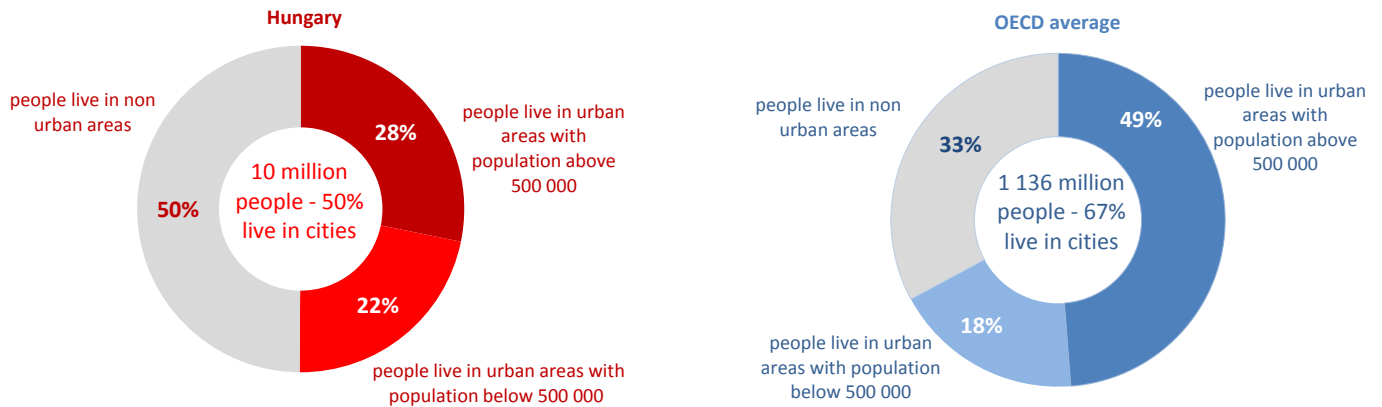 Hungary
people live in non
urban areas
28%
people live in urban
areas with
population above
500 000
10 million
people - 50%
live in cities
50%
22%
people live in urban areas with
population below 500 000
OECD average
people live in non
urban areas
49%
people live in urban
areas with
population above
500 000
33%
1 136 million
people - 67%
live in cities
18%
people live in urban
areas with population
below 500 000